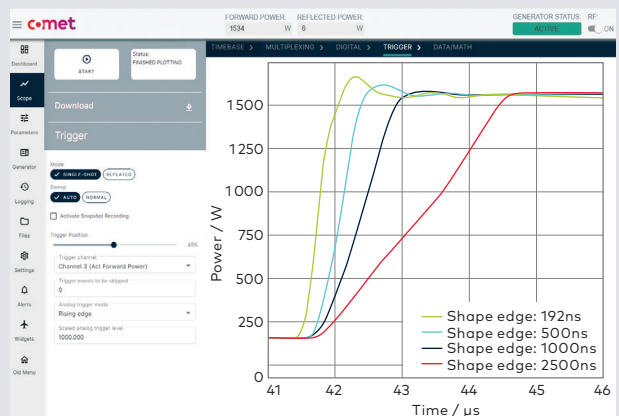 FORWARD POWER: REFLECTED POWER:
1534 W 6 W
GENERATOR STATUS: RF:
ACTIVE ON
comet
Dashboard
Scope
Parameters
Generator
Logging
Files
Settings
Alerts
Widgets
Old Menu
START
Status:
FINISHED PLOTTING
Download
Trigger
Mode
SINGLE-SHOT REPEATED
Sweep
AUTO NORMAL
Activate Snapshot Recording
Trigger Position
45%
Trigger channel
Channel 3 (Act Forward Power)
Trigger events to be skipped
0
Analog trigger mode
Rising edge
Scaled analog trigger level
1000.000
TIMEBASE > MULTIPLEXING > DIGITAL > TRIGGER > DATA/MATH
Power / W
1500
1250
1000
750
500
250
0
41 42 43 44 45 46
Time / µs
Shape edge: 192ns
Shape edge: 500ns
Shape edge: 1000ns
Shape edge: 2500ns